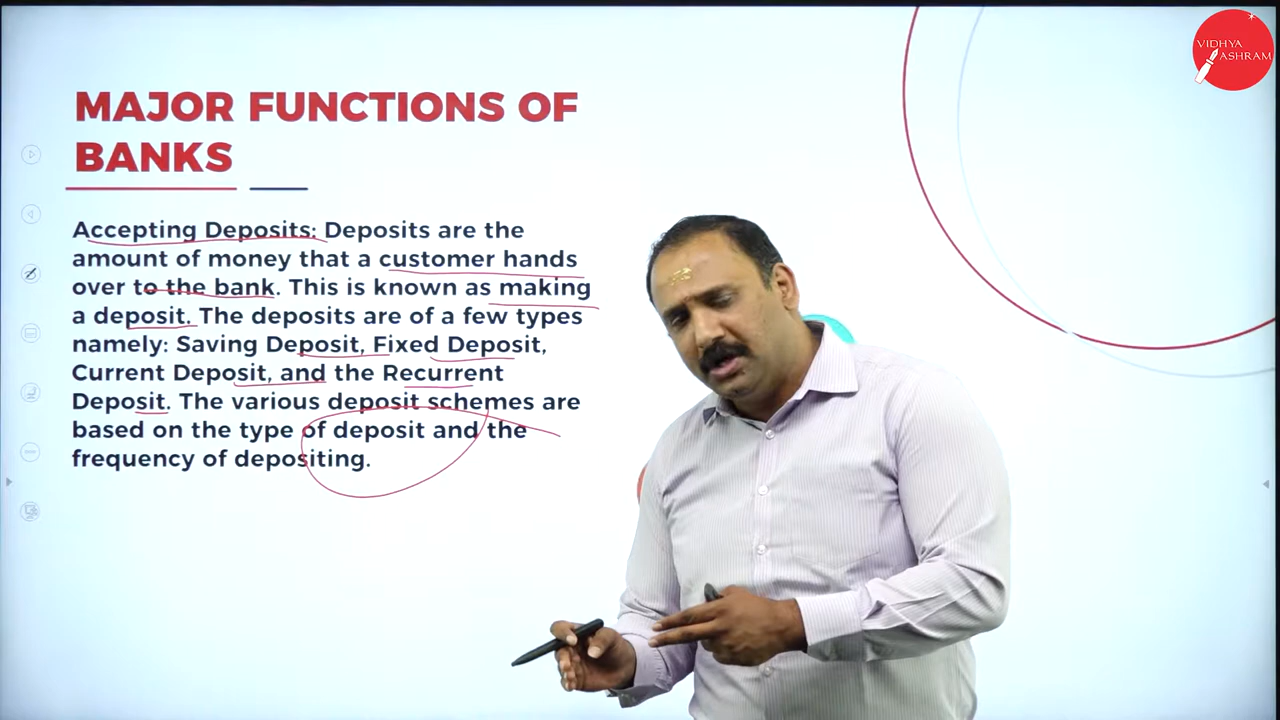 VIDHYA
ASHRAM
MAJOR FUNCTIONS OF
BANKS
Accepting Deposits: Deposits are the
amount of money that a customer hands
over to the bank. This is known as making
a deposit. The deposits are of a few types
namely: Saving Deposit, Fixed Deposit,
Current Deposit, and the Recurrent
Deposit. The various deposit schemes are
based on the type of deposit and the
frequency of depositing.